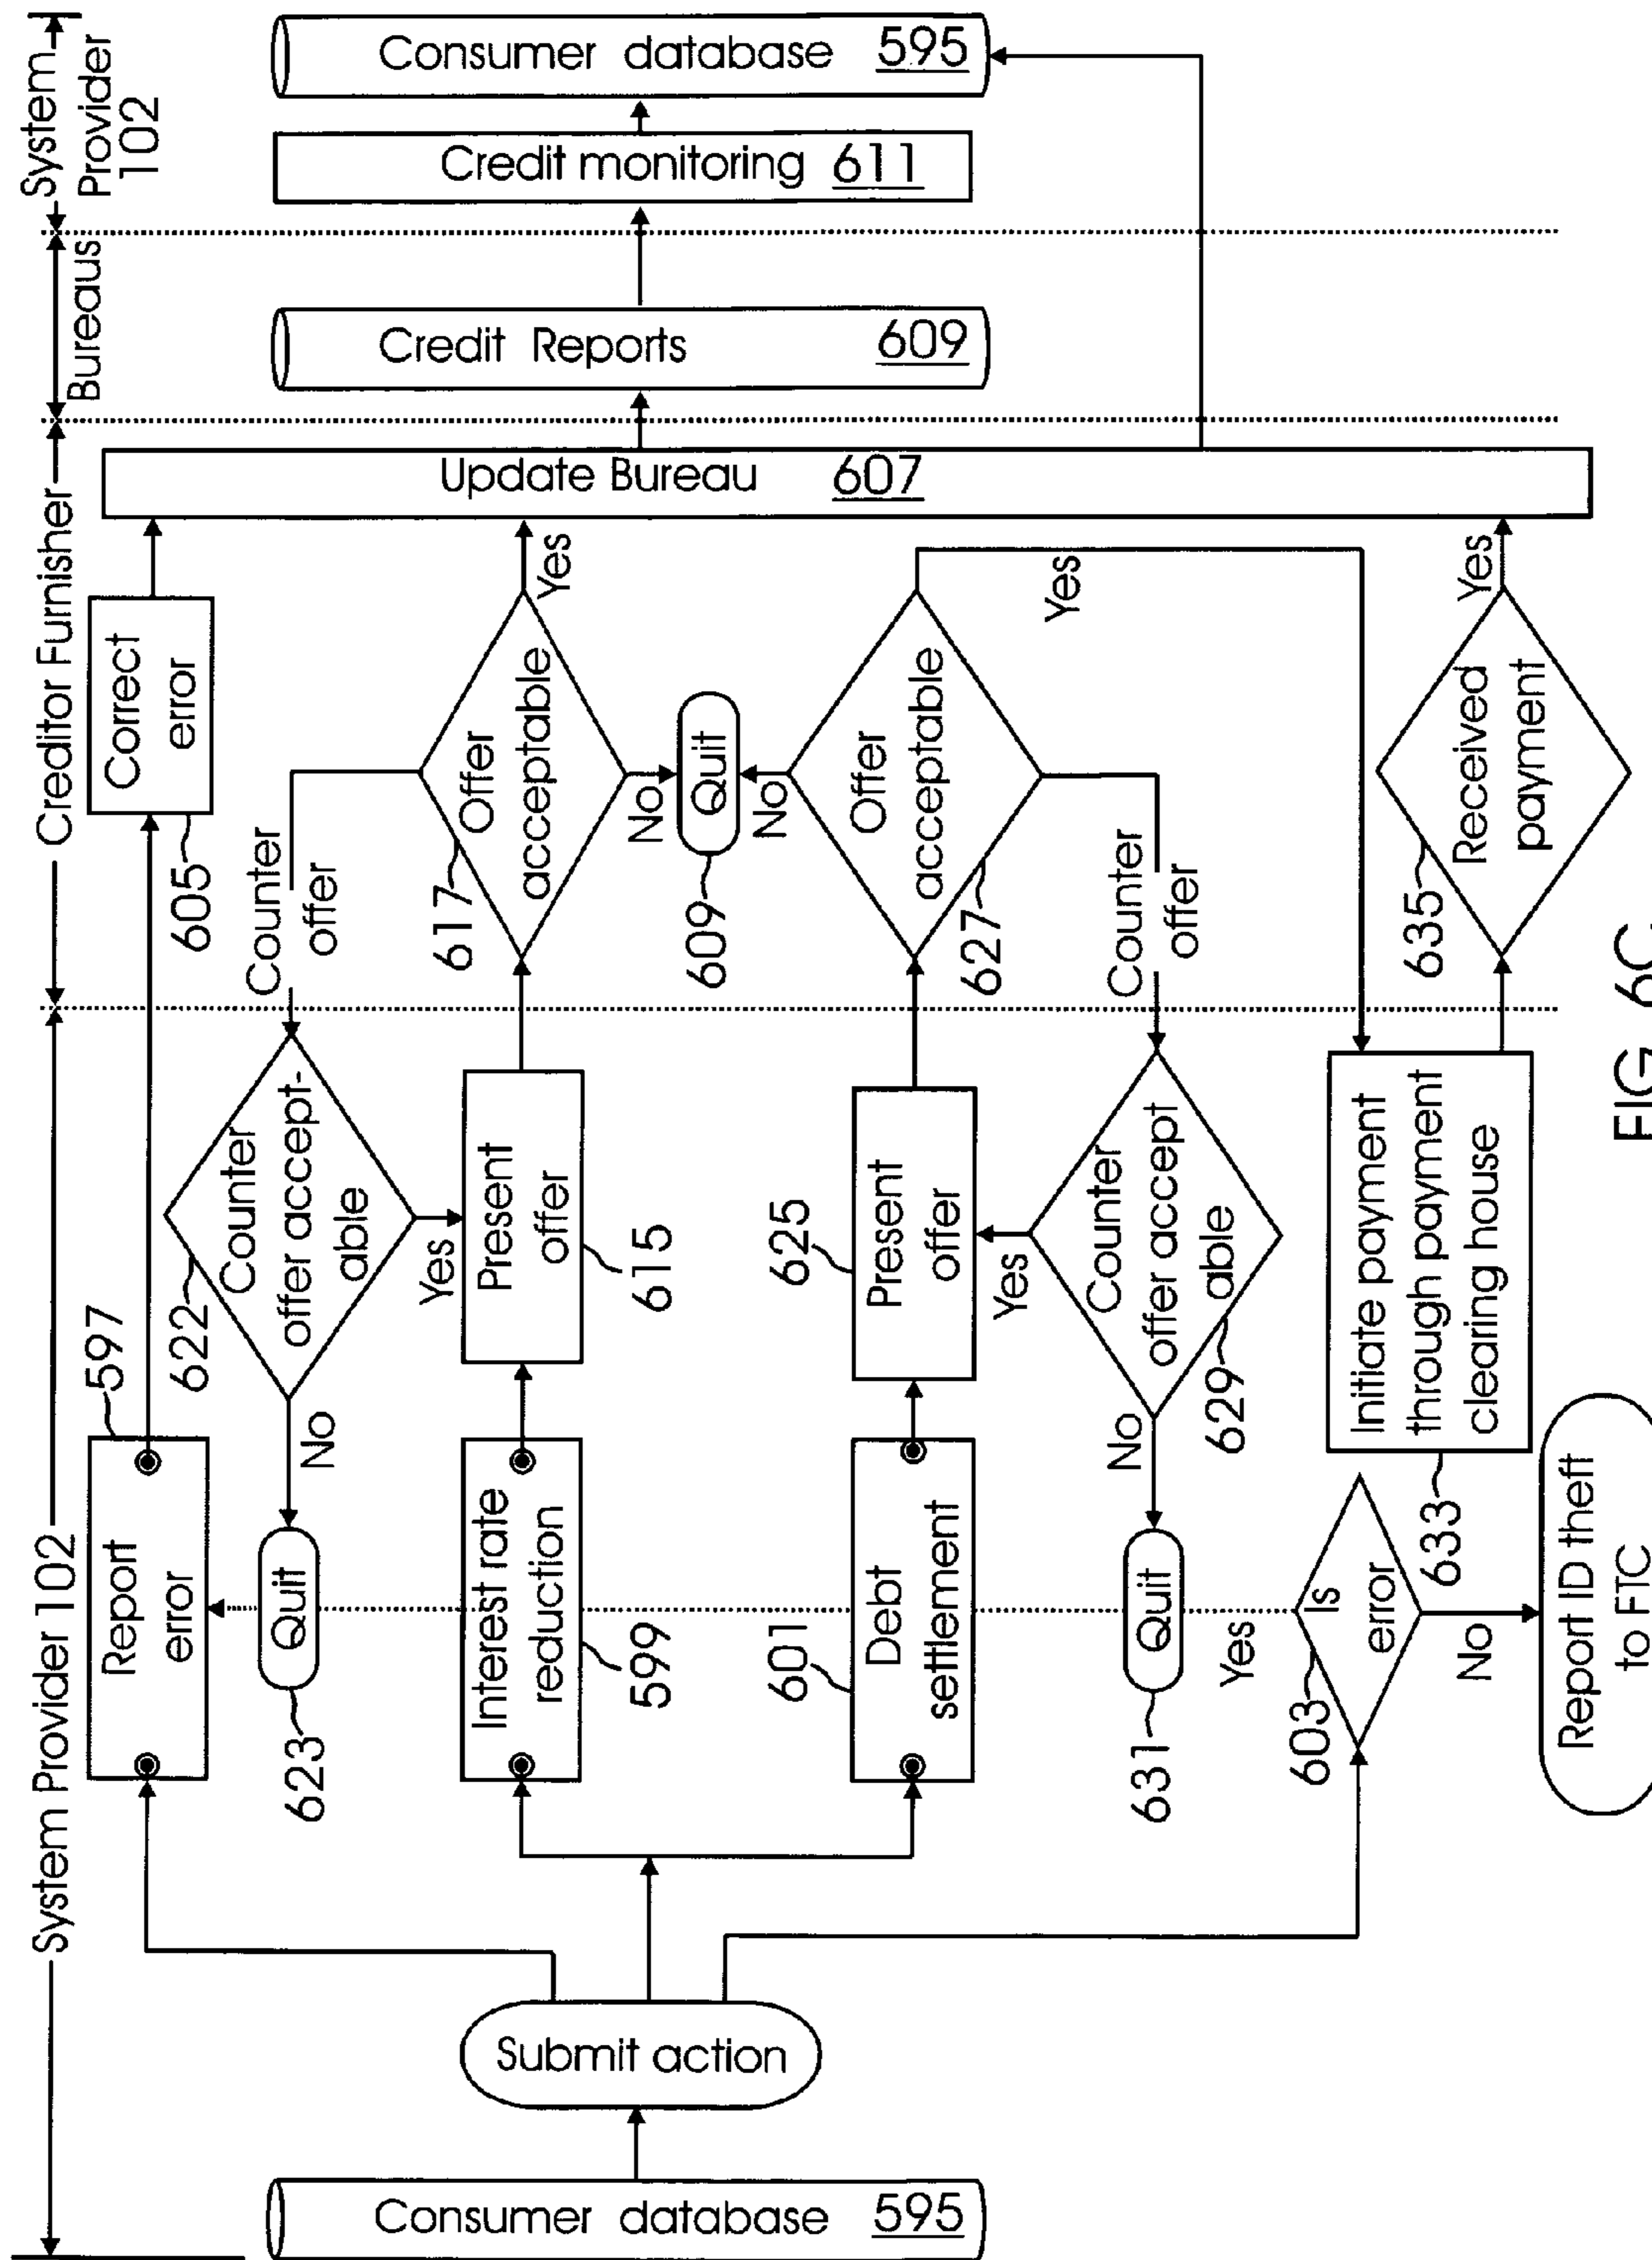 System Provider 102
Creditor Furnisher
Bureaus
System
Provider
102
Consumer database 595
Submit action
Report
error
597
Correct
error
605
Counter
offer accept-
able
622
No
Quit
623
Yes
Counter
offer
Interest rate
reduction
599
Present
offer
615
Offer
acceptable
617
Yes
No
Quit
609
No
Debt
settlement
601
Present
offer
625
Offer
acceptable
627
Yes
Counter
offer
Counter
offer accept
able
629
Yes
No
Quit
631
Is
error
603
Yes
No
Report ID theft
to FTC
Initiate payment
through payment
clearing house
633
Received
payment
635
Yes
Update Bureau 607
Credit Reports 609
Credit monitoring 611
Consumer database 595
FIG 6C